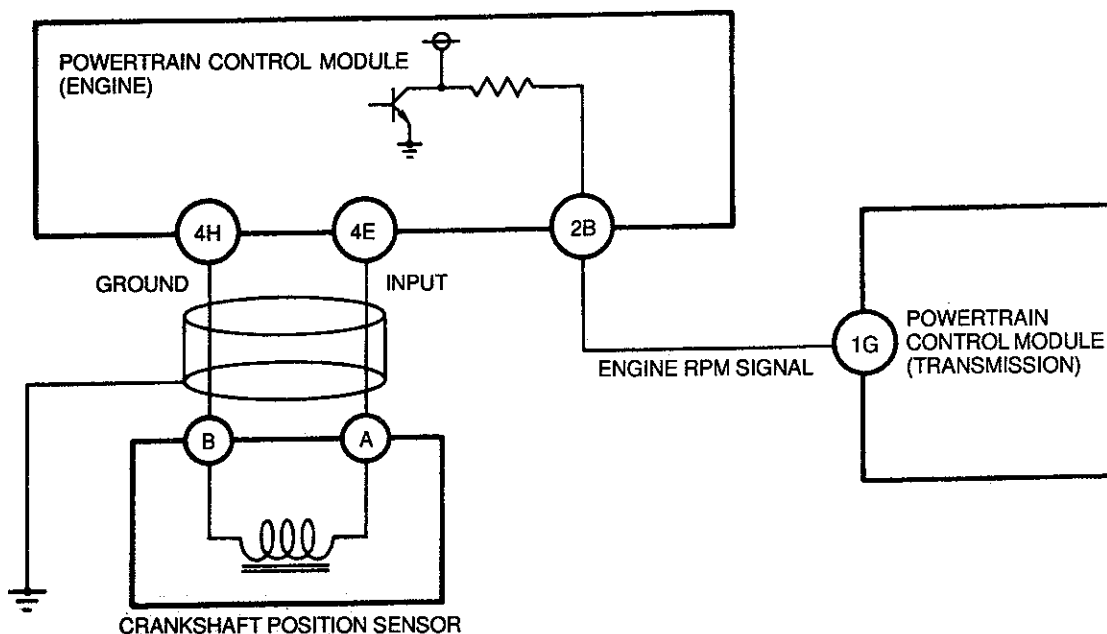 POWERTRAIN CONTROL MODULE
(ENGINE)
4H
4E
2B
GROUND
INPUT
1G
POWERTRAIN
CONTROL MODULE
(TRANSMISSION)
ENGINE RPM SIGNAL
B
A
CRANKSHAFT POSITION SENSOR